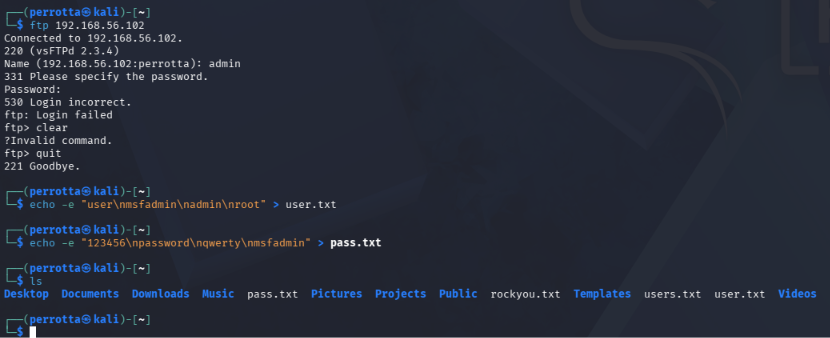 ┌──(perrotta㉿kali)-[~]
└─$ ftp 192.168.56.102
Connected to 192.168.56.102.
220 (vsFTPd 2.3.4)
Name (192.168.56.102:perrotta): admin
331 Please specify the password.
Password:
530 Login incorrect.
ftp: Login failed
ftp> clear
?Invalid command.
ftp> quit
221 Goodbye.
┌──(perrotta㉿kali)-[~]
└─$ echo -e "user\nmsfadmin\nadmin\nroot" > user.txt
┌──(perrotta㉿kali)-[~]
└─$ echo -e "123456\npassword\nqwerty\nmsfadmin" > pass.txt
┌──(perrotta㉿kali)-[~]
└─$ ls
Desktop Documents Downloads Music pass.txt Pictures Projects Public rockyou.txt Templates users.txt user.txt Videos
┌──(perrotta㉿kali)-[~]
└─$